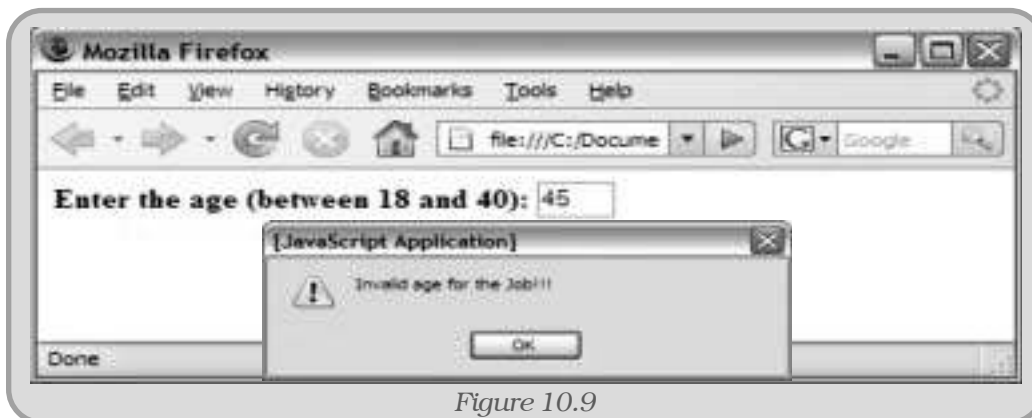 Mozilla Firefox
File Edit View History Bookmarks Tools Help
file:///C:/Docume
G Google
Enter the age (between 18 and 40): 45
[JavaScript Application]
Invalid age for the Job!!!
OK
Done
Figure 10.9